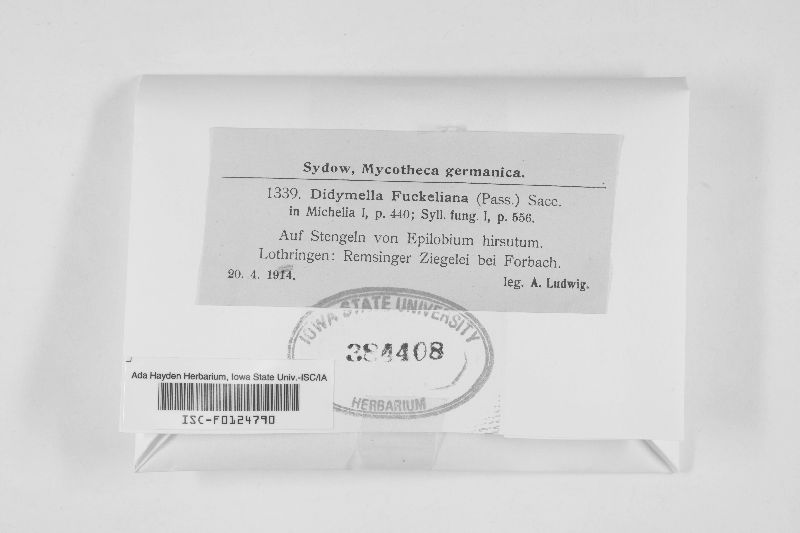 Sydow, Mycotheca germanica.
1339. Didymella Fuckeliana (Pass.) Sacc.
in Michelia I, p. 440; Syll. fung. I, p. 556.
Auf Stengeln von Epilobium hirsutum.
Lothringen: Remsinger Ziegelei bei Forbach.
20. 4. 1914.
leg. A. Ludwig.
IOWA STATE UNIVERSITY
384408
HERBARIUM
Ada Hayden Herbarium, Iowa State Univ.-ISC/IA
ISC-F0124790